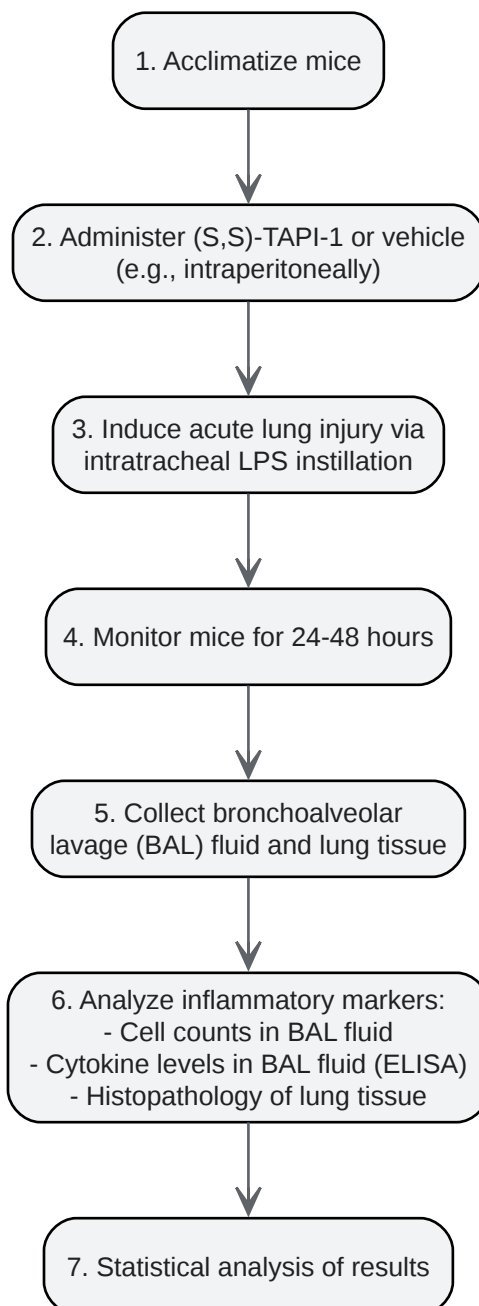 1. Acclimatize mice
2. Administer (S,S)-TAPI-1 or vehicle
(e.g., intraperitoneally)
3. Induce acute lung injury via
intratracheal LPS instillation
4. Monitor mice for 24-48 hours
5. Collect bronchoalveolar
lavage (BAL) fluid and lung tissue
6. Analyze inflammatory markers:
- Cell counts in BAL fluid
- Cytokine levels in BAL fluid (ELISA)
- Histopathology of lung tissue
7. Statistical analysis of results